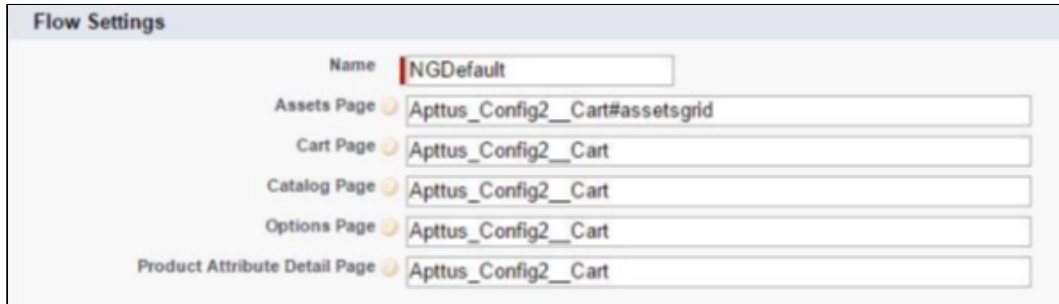 Flow Settings
Name NGDefault
Assets Page Apttus_Config2__Cart#assetsgrid
Cart Page Apttus_Config2__Cart
Catalog Page Apttus_Config2__Cart
Options Page Apttus_Config2__Cart
Product Attribute Detail Page Apttus_Config2__Cart